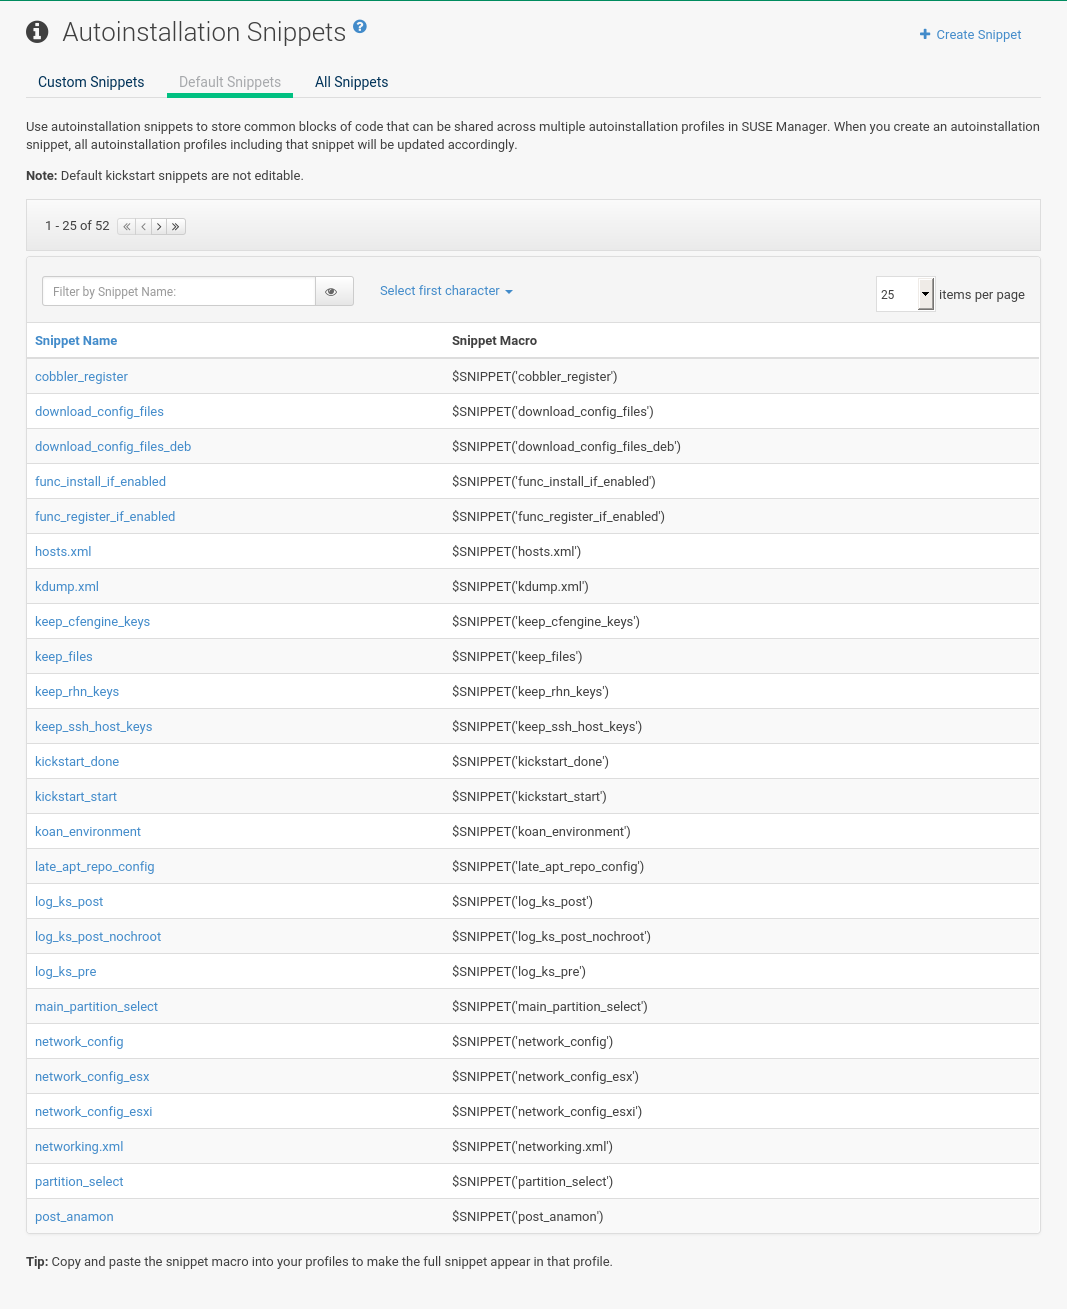 Autoinstallation Snippets
Create Snippet
Custom Snippets Default Snippets All Snippets
Use autoinstallation snippets to store common blocks of code that can be shared across multiple autoinstallation profiles in SUSE Manager. When you create an autoinstallation
snippet, all autoinstallation profiles including that snippet will be updated accordingly.
Note: Default kickstart snippets are not editable.
1 - 25 of 52
Filter by Snippet Name: Select first character 25 items per page
Snippet Name Snippet Macro
cobbler_register $SNIPPET('cobbler_register')
download_config_files $SNIPPET('download_config_files')
download_config_files_deb $SNIPPET('download_config_files_deb')
func_install_if_enabled $SNIPPET('func_install_if_enabled')
func_register_if_enabled $SNIPPET('func_register_if_enabled')
hosts.xml $SNIPPET('hosts.xml')
kdump.xml $SNIPPET('kdump.xml')
keep_cfengine_keys $SNIPPET('keep_cfengine_keys')
keep_files $SNIPPET('keep_files')
keep_rhn_keys $SNIPPET('keep_rhn_keys')
keep_ssh_host_keys $SNIPPET('keep_ssh_host_keys')
kickstart_done $SNIPPET('kickstart_done')
kickstart_start $SNIPPET('kickstart_start')
koan_environment $SNIPPET('koan_environment')
late_apt_repo_config $SNIPPET('late_apt_repo_config')
log_ks_post $SNIPPET('log_ks_post')
log_ks_post_nochroot $SNIPPET('log_ks_post_nochroot')
log_ks_pre $SNIPPET('log_ks_pre')
main_partition_select $SNIPPET('main_partition_select')
network_config $SNIPPET('network_config')
network_config_esx $SNIPPET('network_config_esx')
network_config_esxi $SNIPPET('network_config_esxi')
networking.xml $SNIPPET('networking.xml')
partition_select $SNIPPET('partition_select')
post_anamon $SNIPPET('post_anamon')
Tip: Copy and paste the snippet macro into your profiles to make the full snippet appear in that profile.